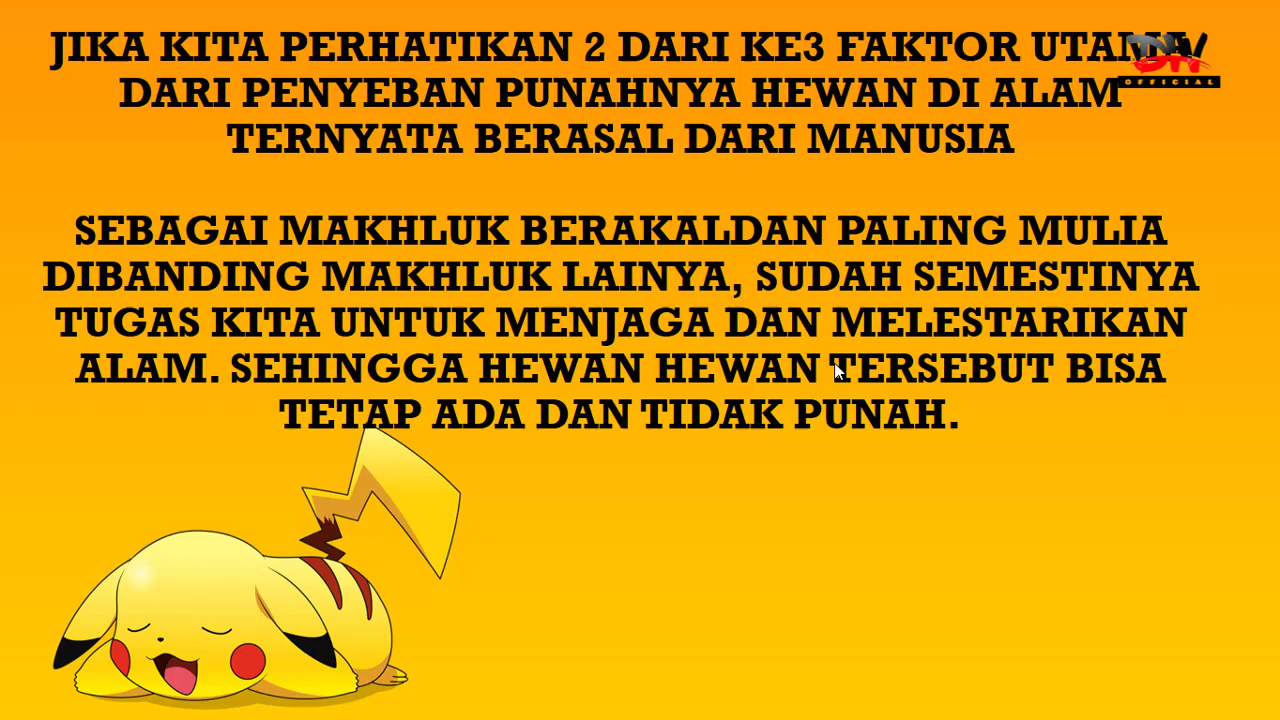 JIKA KITA PERHATIKAN 2 DARI KE3 FAKTOR UTAMA
DARI PENYEBAN PUNAHNYA HEWAN DI ALAM
TERNYATA BERASAL DARI MANUSIA
SEBAGAI MAKHLUK BERAKALDAN PALING MULIA
DIBANDING MAKHLUK LAINYA, SUDAH SEMESTINYA
TUGAS KITA UNTUK MENJAGA DAN MELESTARIKAN
ALAM. SEHINGGA HEWAN HEWAN TERSEBUT BISA
TETAP ADA DAN TIDAK PUNAH.
OFFICIAL